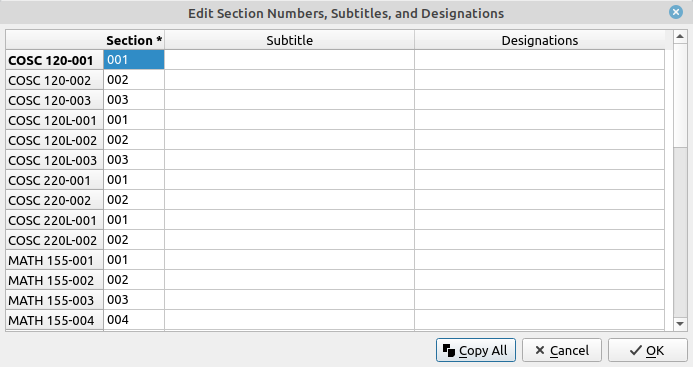 Edit Section Numbers, Subtitles, and Designations
Section * Subtitle Designations
COSC 120-001 001
COSC 120-002 002
COSC 120-003 003
COSC 120L-001 001
COSC 120L-002 002
COSC 120L-003 003
COSC 220-001 001
COSC 220-002 002
COSC 220L-001 001
COSC 220L-002 002
MATH 155-001 001
MATH 155-002 002
MATH 155-003 003
MATH 155-004 004
Copy All Cancel OK